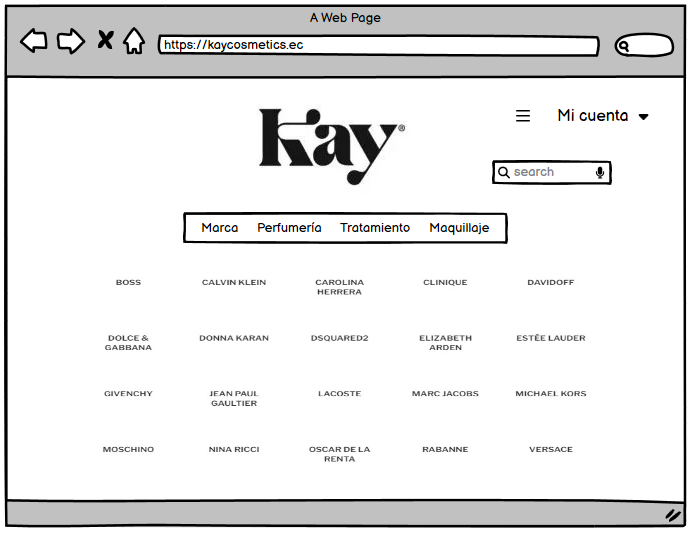 A Web Page
https://kaycosmetics.ec
Kay®
Mi cuenta
search
Marca Perfumería Tratamiento Maquillaje
BOSS CALVIN KLEIN CAROLINA HERRERA CLINIQUE DAVIDOFF
DOLCE & GABBANA DONNA KARAN DSQUARED2 ELIZABETH ARDEN ESTĒE LAUDER
GIVENCHY JEAN PAUL GAULTIER LACOSTE MARC JACOBS MICHAEL KORS
MOSCHINO NINA RICCI OSCAR DE LA RENTA RABANNE VERSACE